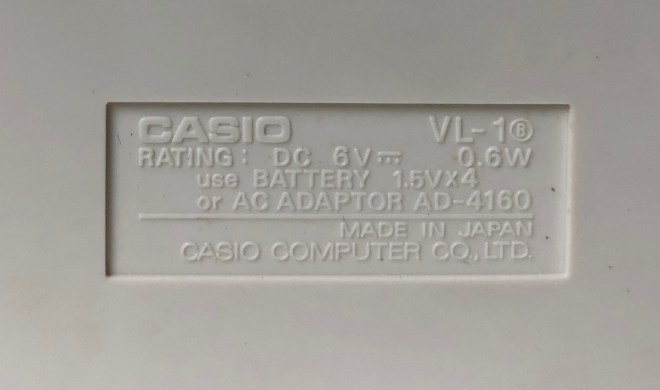 CASIO VL-1Ⓑ
RATING: DC 6V⎓ 0.6W
use BATTERY 1.5V×4
or AC ADAPTOR AD-4160
MADE IN JAPAN
CASIO COMPUTER CO., LTD.